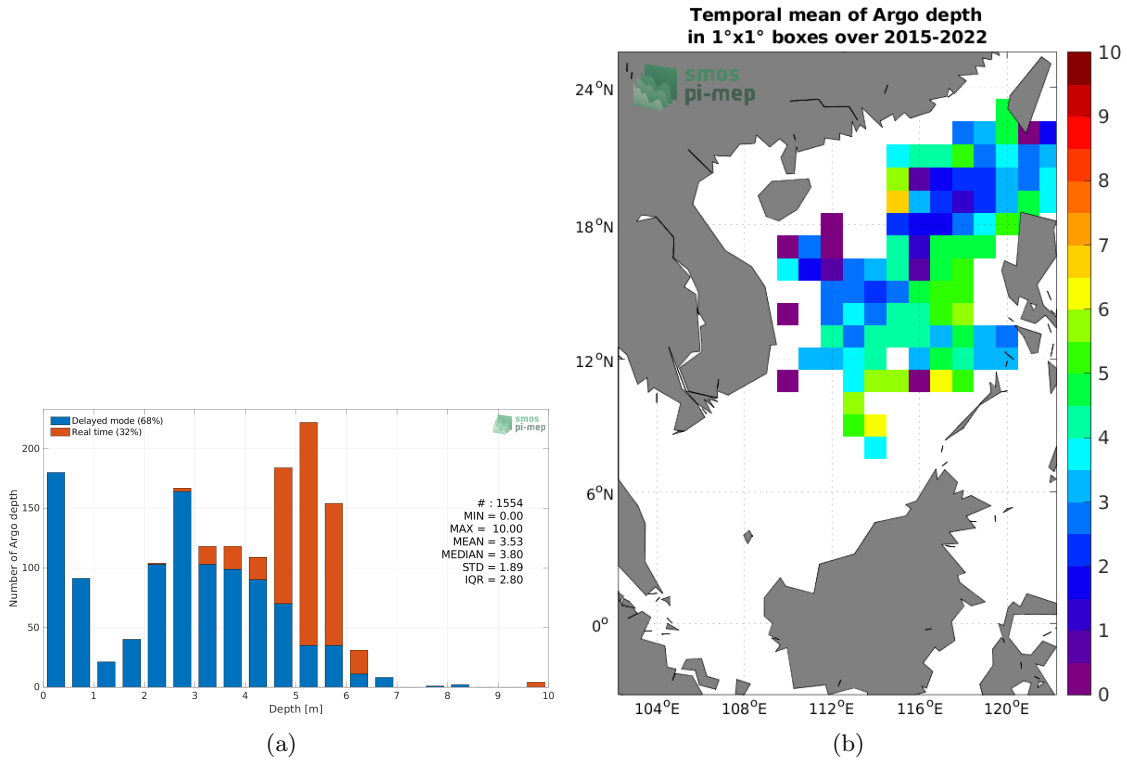 Delayed mode (68%)
Real time (32%)
smos
pi-mep
Number of Argo depth
200
150
100
50
0
# : 1554
MIN = 0.00
MAX = 10.00
MEAN = 3.53
MEDIAN = 3.80
STD = 1.89
IQR = 2.80
0 1 2 3 4 5 6 7 8 9 10
Depth [m]
(a)
Temporal mean of Argo depth
in 1°x1° boxes over 2015-2022
smos
pi-mep
24°N
18°N
12°N
6°N
0°
104°E 108°E 112°E 116°E 120°E
10
9
8
7
6
5
4
3
2
1
0
(b)